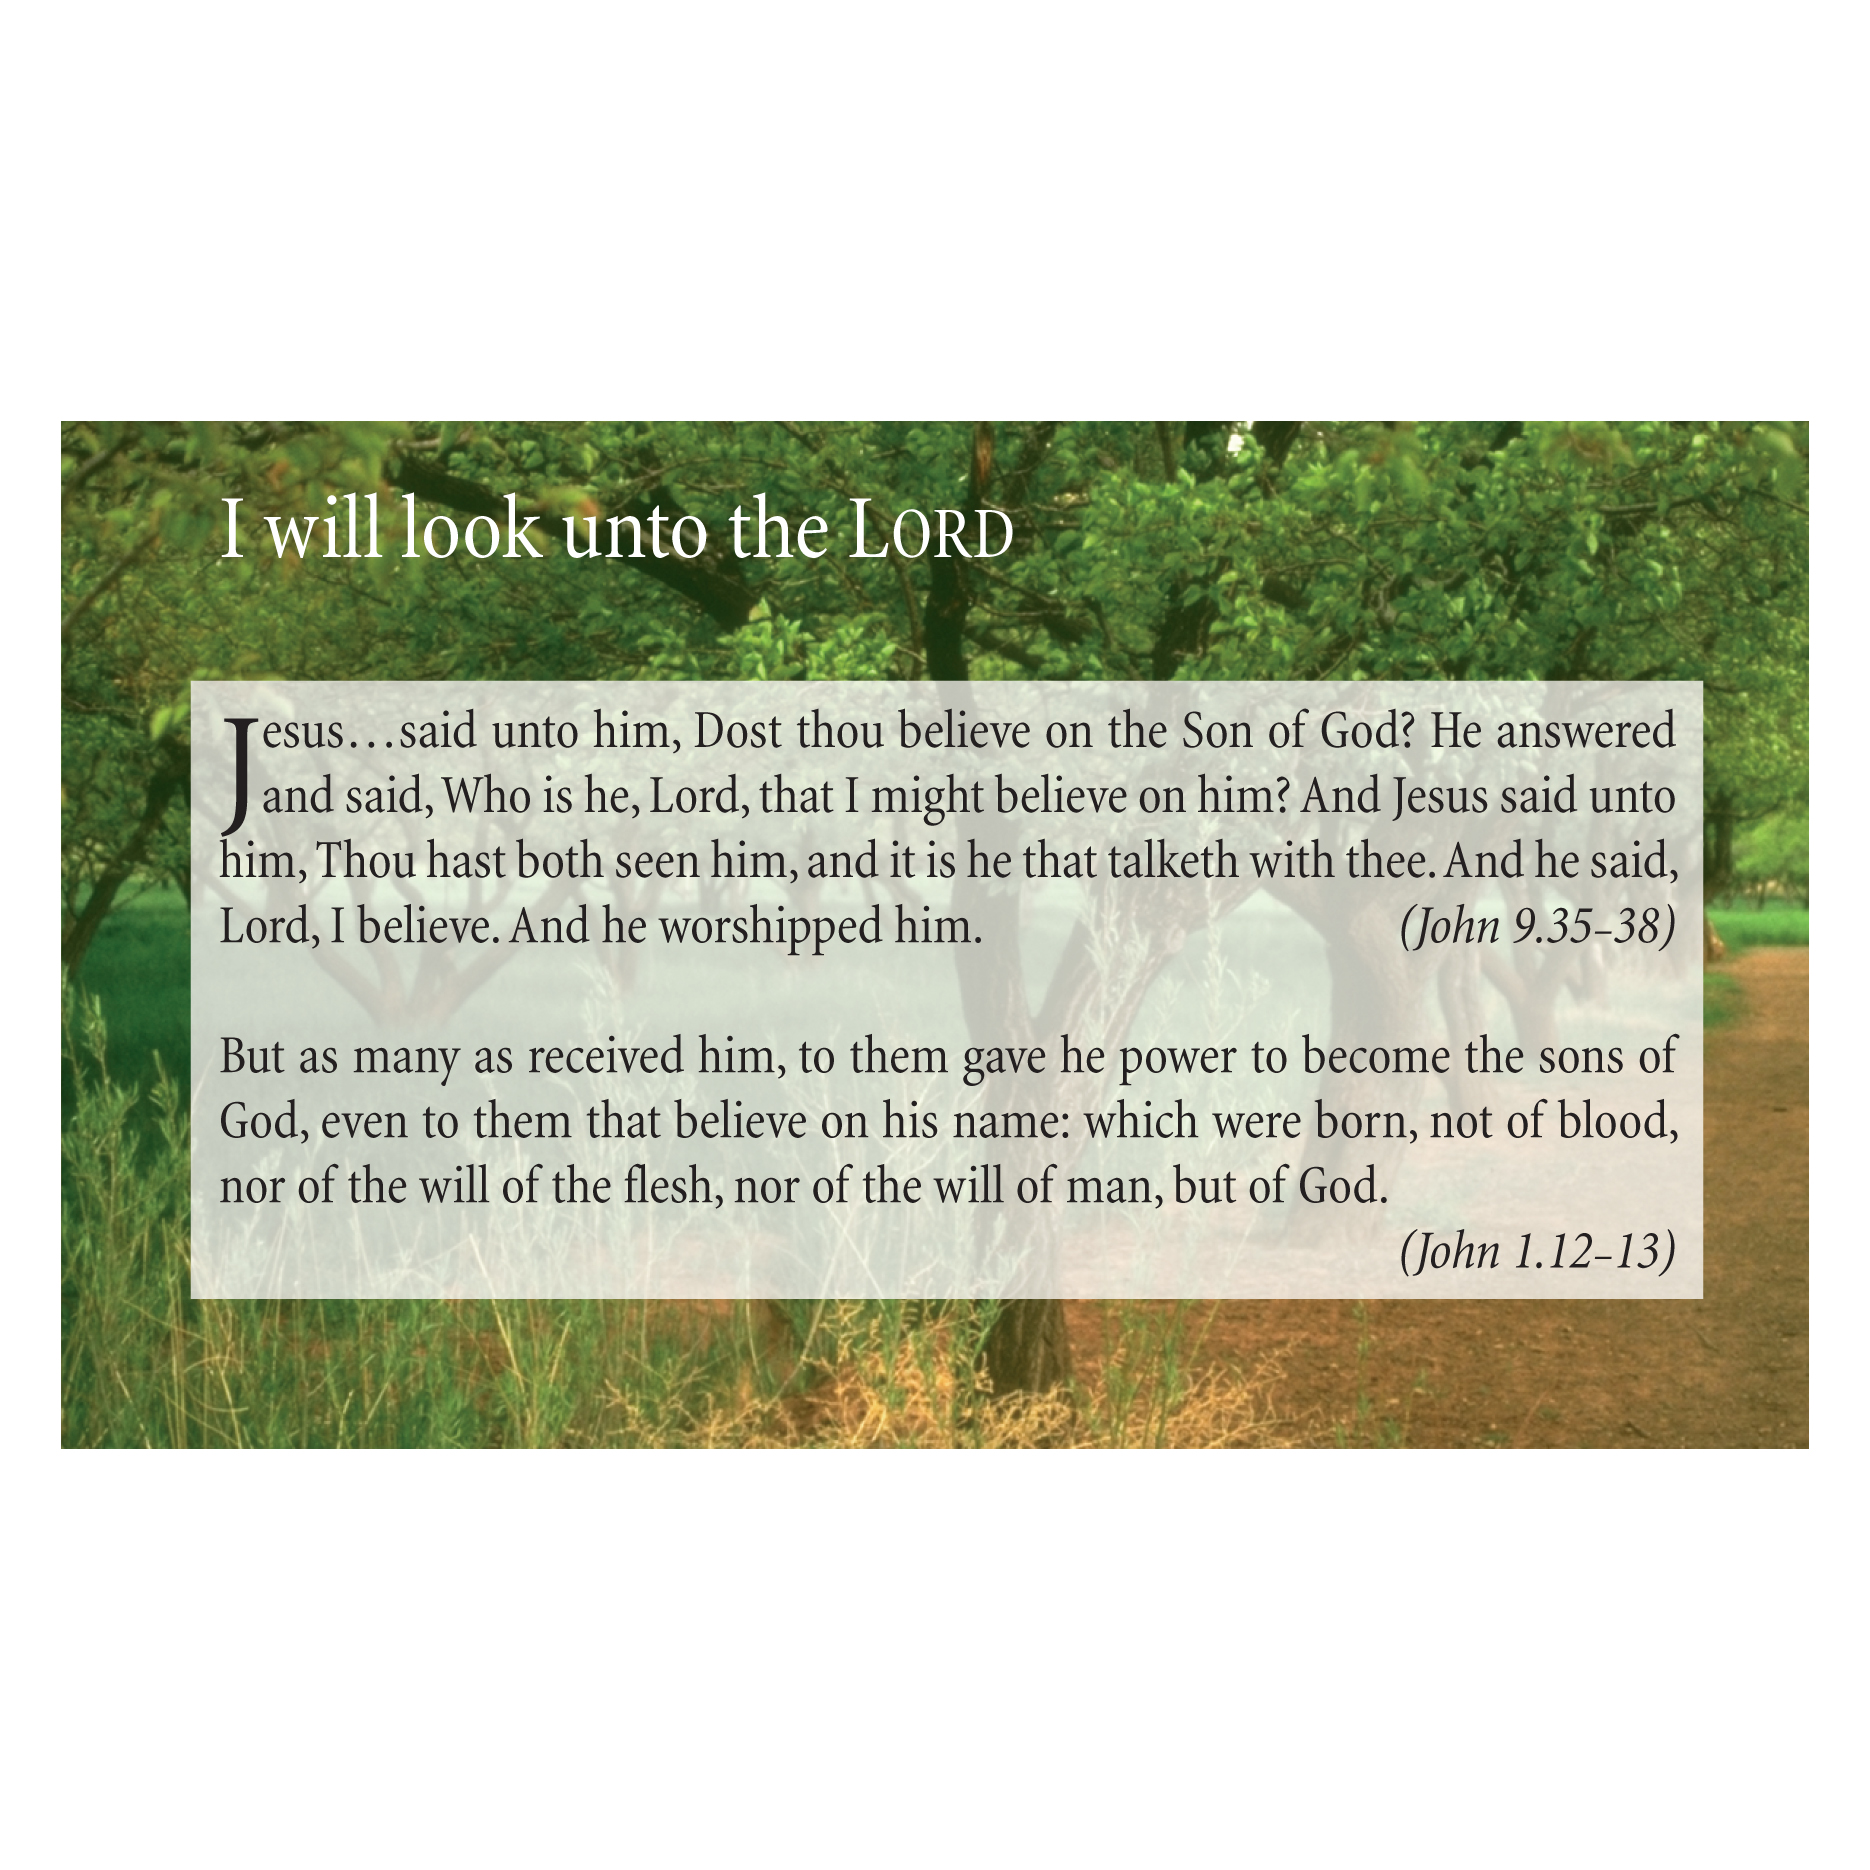 I will look unto the LORD
Jesus…said unto him, Dost thou believe on the Son of God? He answered
and said, Who is he, Lord, that I might believe on him? And Jesus said unto
him, Thou hast both seen him, and it is he that talketh with thee. And he said,
Lord, I believe. And he worshipped him. (John 9.35–38)
But as many as received him, to them gave he power to become the sons of
God, even to them that believe on his name: which were born, not of blood,
nor of the will of the flesh, nor of the will of man, but of God.
(John 1.12–13)